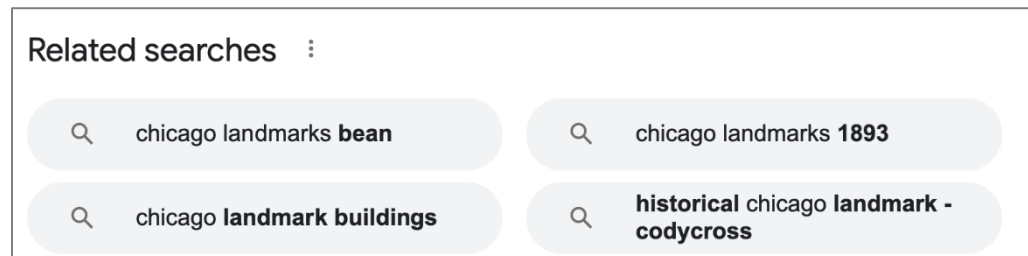 Related searches
chicago landmarks bean
chicago landmarks 1893
chicago landmark buildings
historical chicago landmark -
codycross